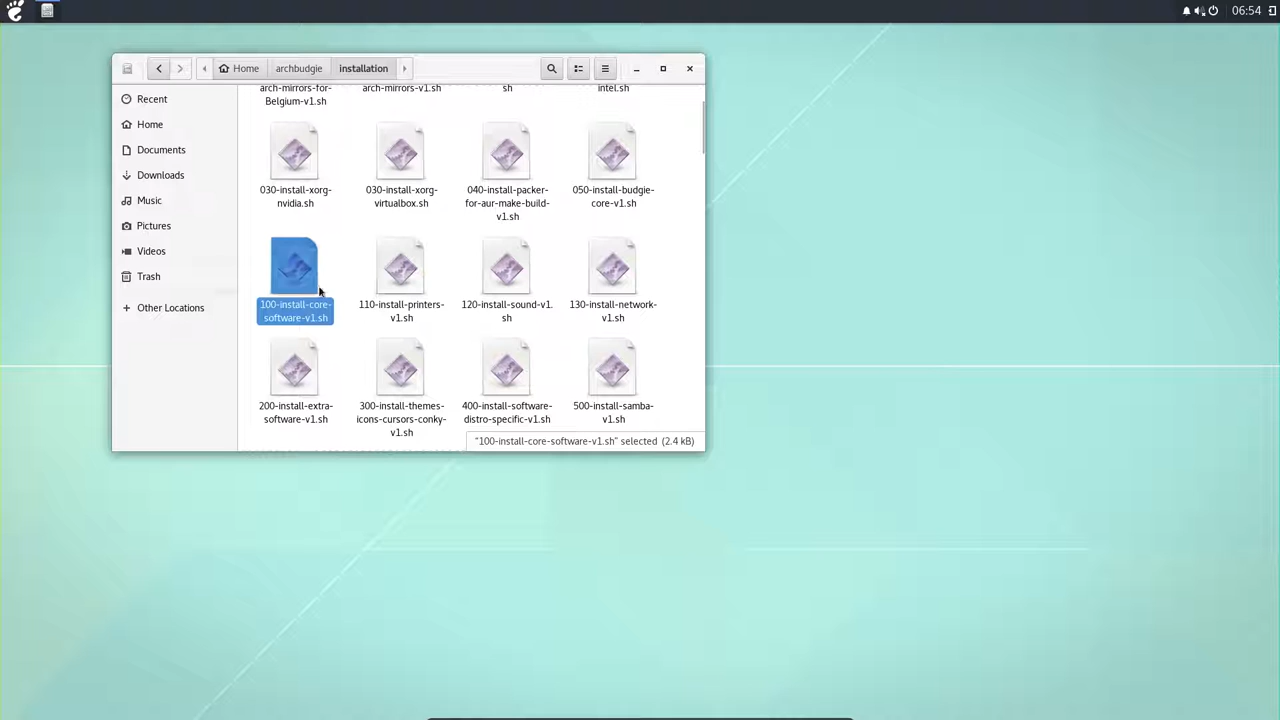 06:54
Home archbudgie installation
Recent
Home
Documents
Downloads
Music
Pictures
Videos
Trash
Other Locations
arch-mirrors-for- arch-mirrors-v1.sh sh intel.sh
Belgium-v1.sh
030-install-xorg- 030-install-xorg- 040-install-packer- 050-install-budgie-
nvidia.sh virtualbox.sh for-aur-make-build- core-v1.sh
v1.sh
100-install-core- 110-install-printers- 120-install-sound-v1. 130-install-network-
software-v1.sh v1.sh sh v1.sh
200-install-extra- 300-install-themes- 400-install-software- 500-install-samba-
software-v1.sh icons-cursors-conky- distro-specific-v1.sh v1.sh
v1.sh
"100-install-core-software-v1.sh" selected (2.4 kB)